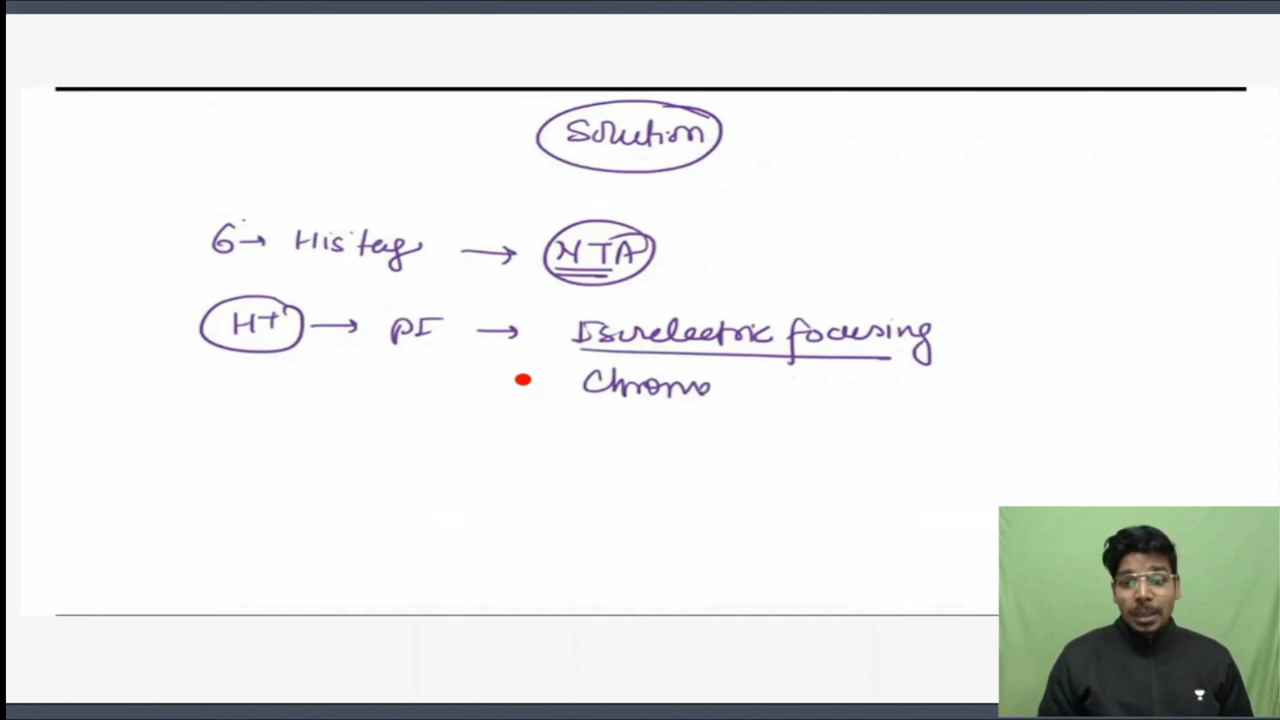 Solution
6 → His tag → NTA
H+ → PI → Isoelectric focusing
Chromo